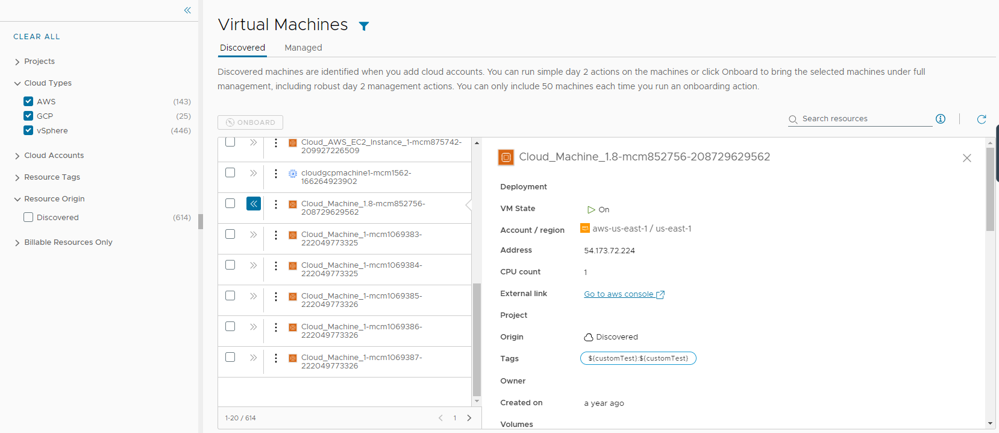 CLEAR ALL
Projects
Cloud Types
AWS (143)
GCP (25)
vSphere (446)
Cloud Accounts
Resource Tags
Resource Origin
Discovered (614)
Billable Resources Only
Virtual Machines
Discovered Managed
Discovered machines are identified when you add cloud accounts. You can run simple day 2 actions on the machines or click Onboard to bring the selected machines under full
management, including robust day 2 management actions. You can only include 50 machines each time you run an onboarding action.
ONBOARD
Search resources
Cloud_AWS_EC2_Instance_1-mcm875742-
209927226509
cloudgcpmachine1-mcm1562-
166264923902
Cloud_Machine_1.8-mcm852756-
208729629562
Cloud_Machine_1-mcm1069383-
222049773325
Cloud_Machine_1-mcm1069384-
222049773325
Cloud_Machine_1-mcm1069385-
222049773326
Cloud_Machine_1-mcm1069386-
222049773326
Cloud_Machine_1-mcm1069387-
222049773326
1-20 / 614
1
Cloud_Machine_1.8-mcm852756-208729629562
Deployment
VM State On
Account / region aws-us-east-1 / us-east-1
Address 54.173.72.224
CPU count 1
External link Go to aws console
Project
Origin Discovered
Tags ${customTest}:${customTest}
Owner
Created on a year ago
Volumes